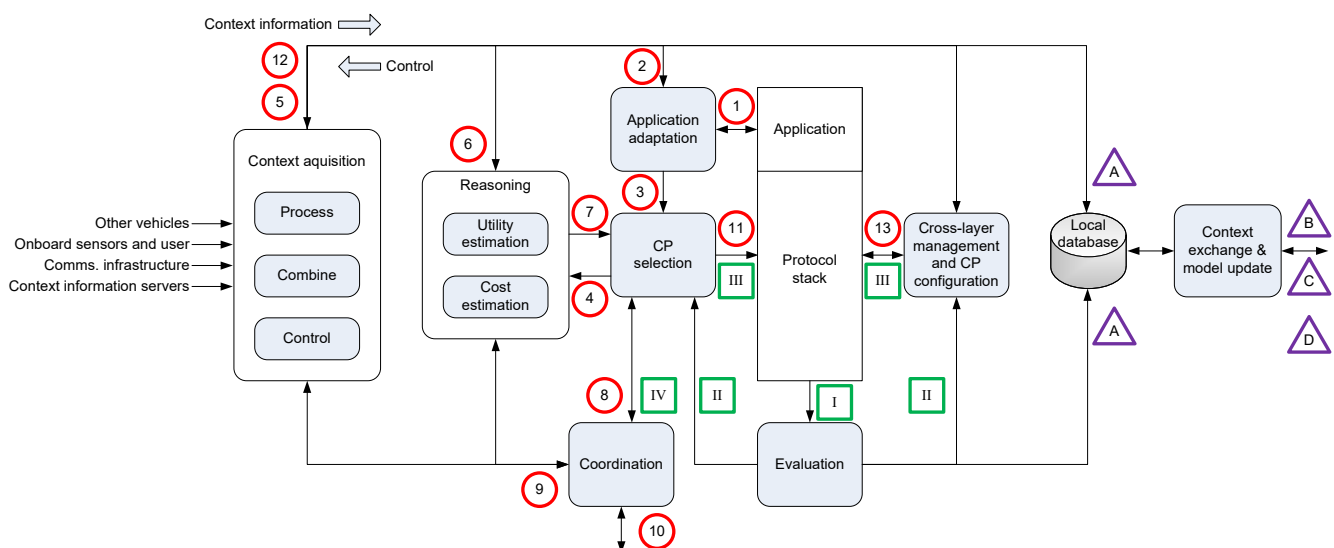 Context information
Control
12
5
2
1
6
3
7
4
11
13
III
III
8
IV
II
I
II
9
10
A
A
B
C
D
Context aquisition
Process
Combine
Control
Other vehicles
Onboard sensors and user
Comms. infrastructure
Context information servers
Reasoning
Utility
estimation
Cost
estimation
Application
adaptation
CP
selection
Application
Protocol
stack
Cross-layer
management
and CP
configuration
Local
database
Context
exchange &
model update
Coordination
Evaluation